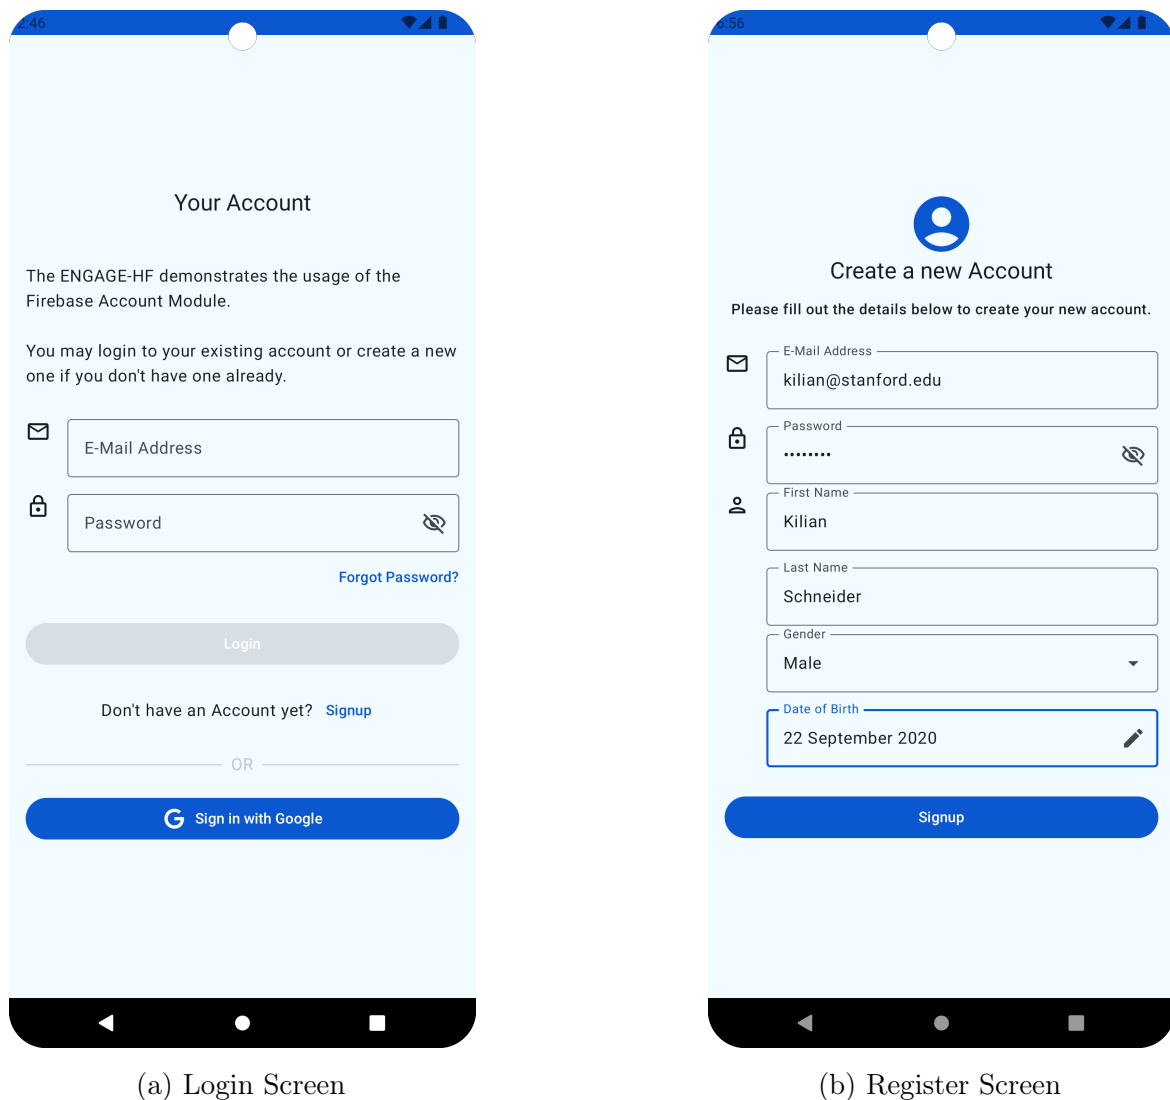 2:46
Your Account
The ENGAGE-HF demonstrates the usage of the
Firebase Account Module.
You may login to your existing account or create a new
one if you don't have one already.
E-Mail Address
Password
Forgot Password?
Login
Don't have an Account yet? Signup
OR
Sign in with Google
(a) Login Screen
6:56
Create a new Account
Please fill out the details below to create your new account.
E-Mail Address
kilian@stanford.edu
Password
••••••••
First Name
Kilian
Last Name
Schneider
Gender
Male
Date of Birth
22 September 2020
Signup
(b) Register Screen